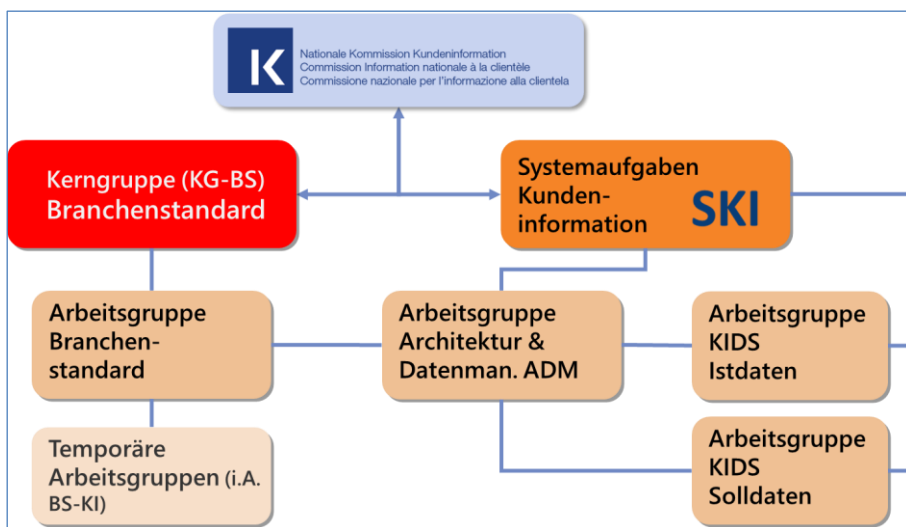 K
Nationale Kommission Kundeninformation
Commission Information nationale à la clientèle
Commissione nazionale per l'informazione alla clientela
Kerngruppe (KG-BS)
Branchenstandard
Systemaufgaben
Kunden-
information
SKI
Arbeitsgruppe
Branchen-
standard
Arbeitsgruppe
Architektur &
Datenman. ADM
Arbeitsgruppe
KIDS
Istdaten
Temporäre
Arbeitsgruppen (i.A.
BS-KI)
Arbeitsgruppe
KIDS
Solldaten